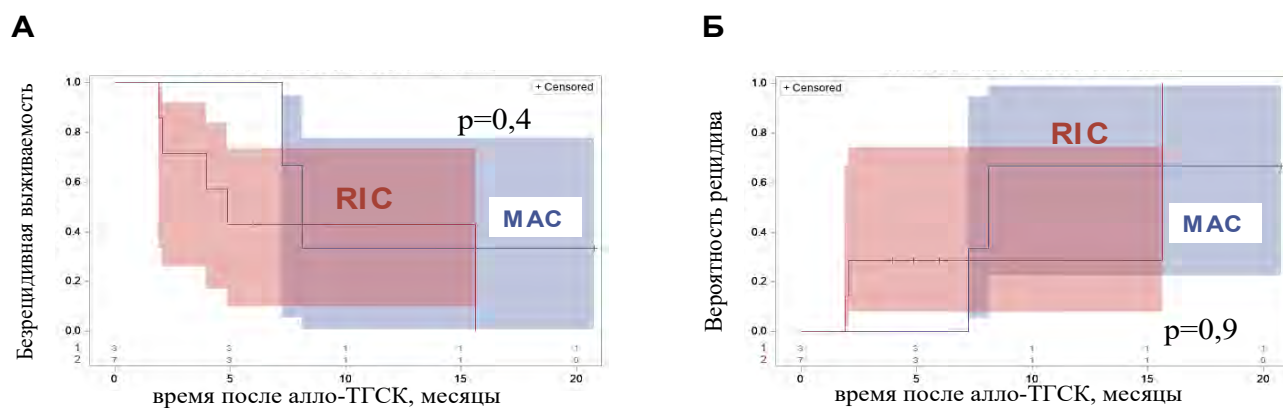 А
Безрецидивная выживаемость
1.0
0.8
0.6
0.4
0.2
0.0
+ Censored
p=0,4
RIC
MAC
1 3 3 1 1 1
2 7 3 1 1 0
0 5 10 15 20
время после алло-ТГСК, месяцы
Б
Вероятность рецидива
1.0
0.8
0.6
0.4
0.2
0.0
+ Censored
RIC
MAC
p=0,9
1 3 3 1 1 1
2 7 3 1 1 0
0 5 10 15 20
время после алло-ТГСК, месяцы